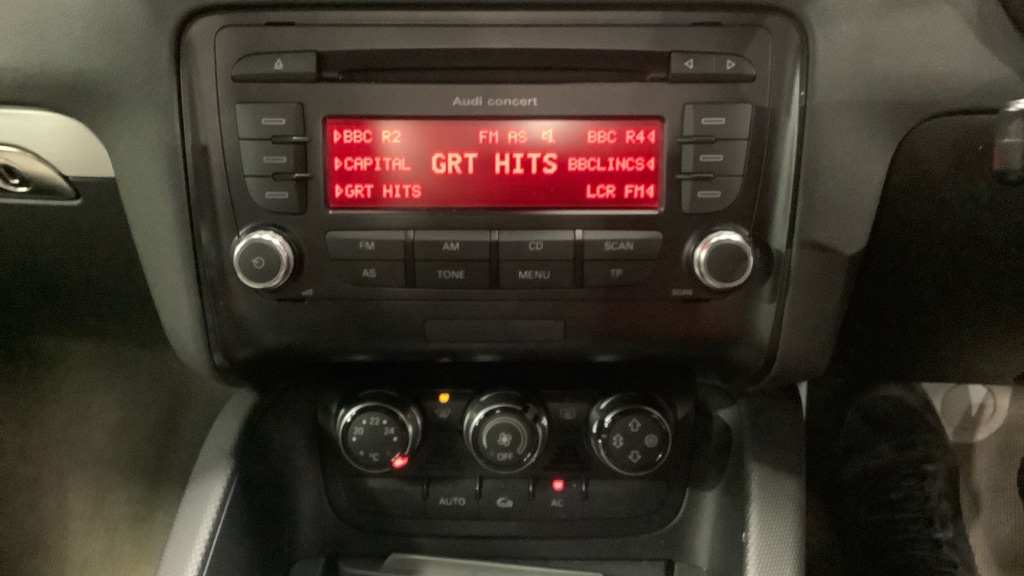 Audi concert
BBC R2 FM AS BBC R4
CAPITAL GRT HITS BBCLINCS
GRT HITS LCR FM
FM AM CD SCAN
AS TONE MENU TP
SCAN
22
20 24
°C OFF
AUTO AC